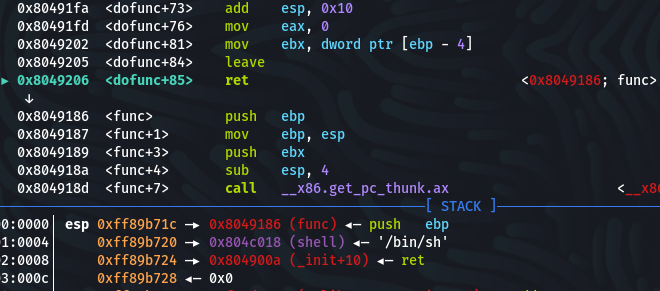 0x80491fa <dofunc+73> add esp, 0x10
0x80491fd <dofunc+76> mov eax, 0
0x8049202 <dofunc+81> mov ebx, dword ptr [ebp - 4]
0x8049205 <dofunc+84> leave
► 0x8049206 <dofunc+85> ret <0x8049186; func>
↓
0x8049186 <func> push ebp
0x8049187 <func+1> mov ebp, esp
0x8049189 <func+3> push ebx
0x804918a <func+4> sub esp, 4
0x804918d <func+7> call __x86.get_pc_thunk.ax <__x8
[ STACK ]
0:0000│ esp 0xff89b71c —▸ 0x8049186 (func) ◂— push ebp
1:0004│ 0xff89b720 —▸ 0x804c018 (shell) ◂— '/bin/sh'
2:0008│ 0xff89b724 —▸ 0x804900a (_init+10) ◂— ret
3:000c│ 0xff89b728 ◂— 0x0